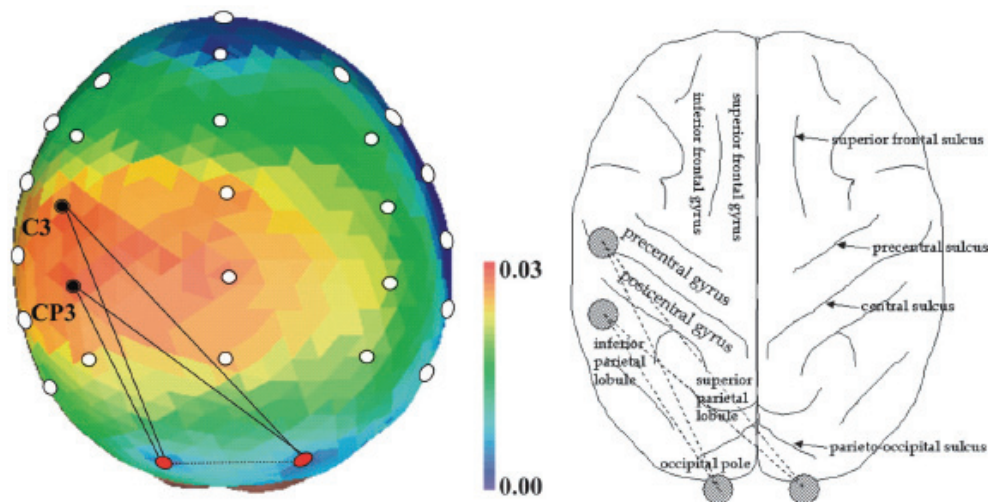 C3
CP3
0.03
0.00
inferior frontal gyrus
superior frontal gyrus
superior frontal sulcus
precentral gyrus
precentral sulcus
postcentral gyrus
central sulcus
inferior
parietal
lobule
superior
parietal
lobule
parieto-occipital sulcus
occipital pole